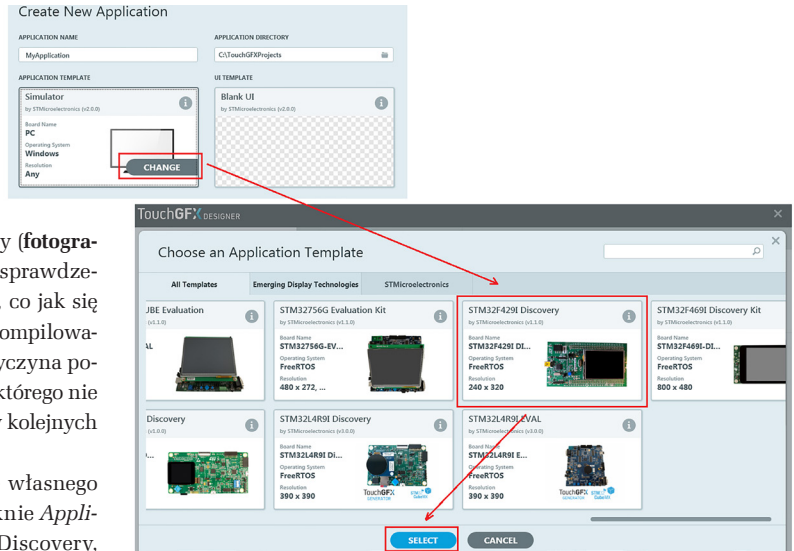 Create New Application
APPLICATION NAME
APPLICATION DIRECTORY
MyApplication
C:\TouchGFXProjects
APPLICATION TEMPLATE
UI TEMPLATE
Simulator
by STMicroelectronics (v2.0.0)
Board Name
PC
Operating System
Windows
Resolution
Any
CHANGE
Blank UI
by STMicroelectronics (v2.0.0)
y (fotogra-
sprawdze-
, co jak się
ompilowa-
yczyna po-
którego nie
kolejnych
własnego
knie Appli-
Discovery,
TouchGFX DESIGNER
Choose an Application Template
All Templates
Emerging Display Technologies
STMicroelectronics
UBE Evaluation
(v1.1.0)
AL
STM32756G Evaluation Kit
by STMicroelectronics (v1.1.0)
Board Name
STM32756G-EV...
Operating System
FreeRTOS
Resolution
480 x 272, ...
STM32F429I Discovery
by STMicroelectronics (v1.1.0)
Board Name
STM32F429I DI...
Operating System
FreeRTOS
Resolution
240 x 320
STM32F469I Discovery Kit
by STMicroelectronics (v1.1.0)
Board Name
STM32F469I-DI...
Operating System
FreeRTOS
Resolution
800 x 480
Discovery
(v3.0.0)
STM32L4R9I Discovery
by STMicroelectronics (v3.0.0)
Board Name
STM32L4R9I Di...
Operating System
FreeRTOS
Resolution
390 x 390
TouchGFX
GENERATOR
STM32L4R9I EVAL
by STMicroelectronics (v3.0.0)
Board Name
STM32L4R9I E...
Operating System
FreeRTOS
Resolution
390 x 390
TouchGFX
GENERATOR
SELECT
CANCEL